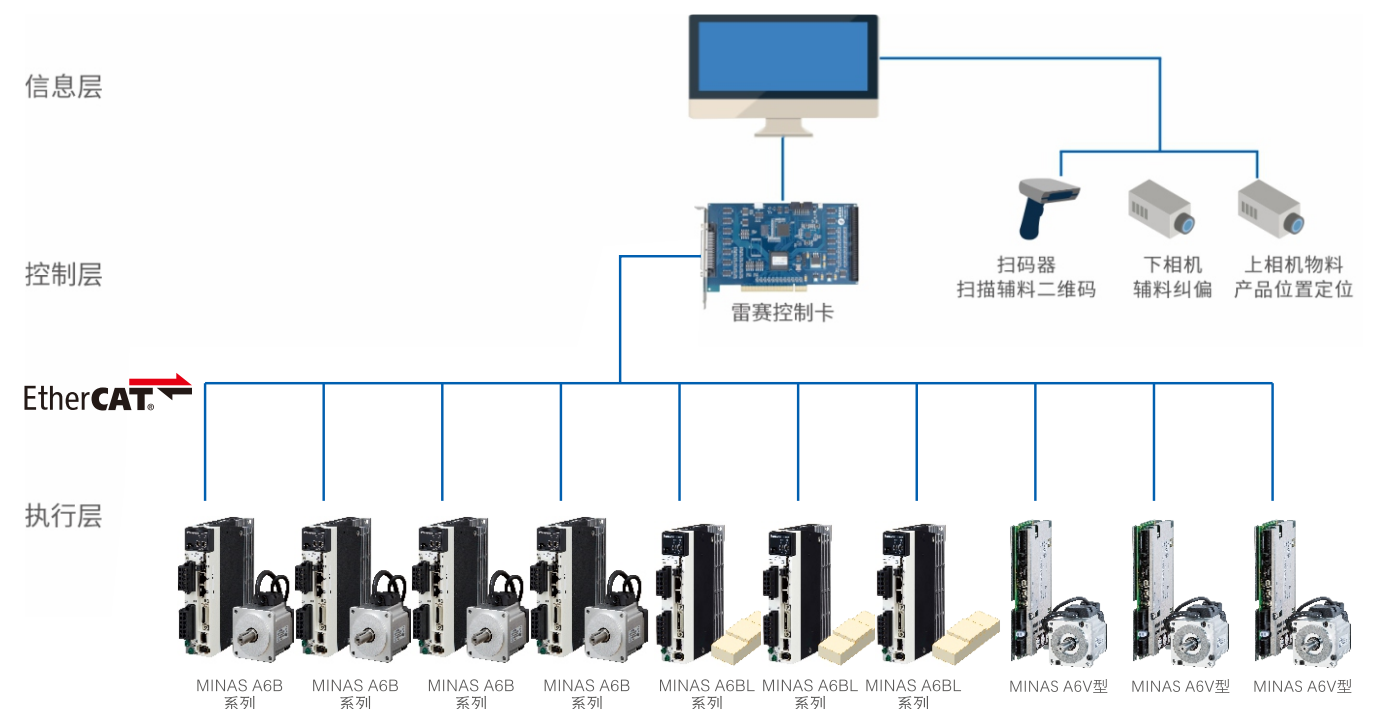 信息层
控制层
扫码器
扫描辅料二维码
下相机
辅料纠偏
上相机物料
产品位置定位
雷赛控制卡
EtherCAT®
执行层
MINAS A6B
系列
MINAS A6B
系列
MINAS A6B
系列
MINAS A6B
系列
MINAS A6BL
系列
MINAS A6BL
系列
MINAS A6BL
系列
MINAS A6V型
MINAS A6V型
MINAS A6V型